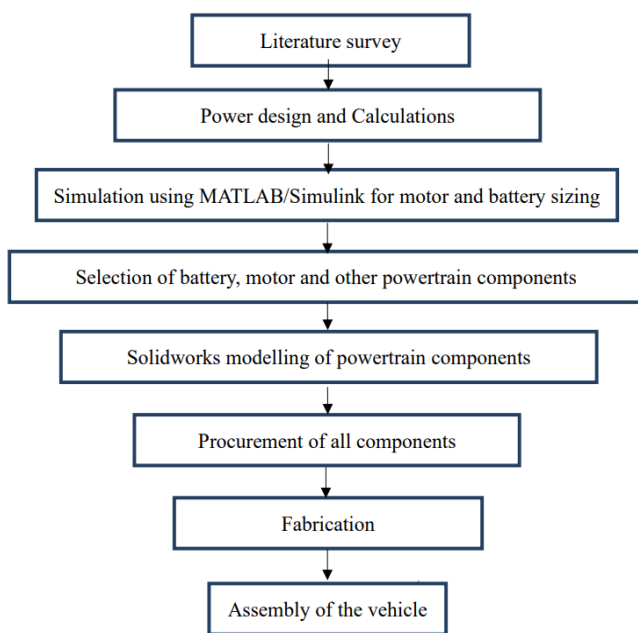 Literature survey
Power design and Calculations
Simulation using MATLAB/Simulink for motor and battery sizing
Selection of battery, motor and other powertrain components
Solidworks modelling of powertrain components
Procurement of all components
Fabrication
Assembly of the vehicle